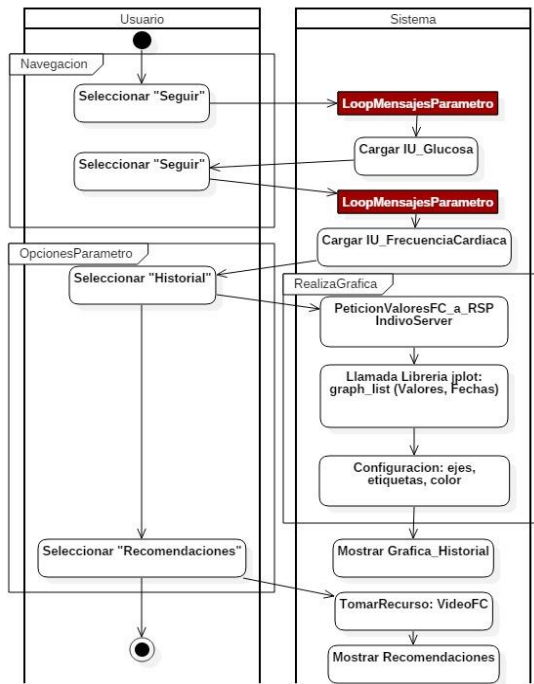 Usuario
Sistema
Navegacion
Seleccionar "Seguir"
LoopMensajesParametro
Cargar IU_Glucosa
Seleccionar "Seguir"
LoopMensajesParametro
Cargar IU_FrecuenciaCardiaca
OpcionesParametro
Seleccionar "Historial"
RealizaGrafica
PeticionValoresFC_a_RSP
IndivoServer
Llamada Libreria jplot:
graph_list (Valores, Fechas)
Configuracion: ejes,
etiquetas, color
Seleccionar "Recomendaciones"
Mostrar Grafica_Historial
TomarRecurso: VideoFC
Mostrar Recomendaciones